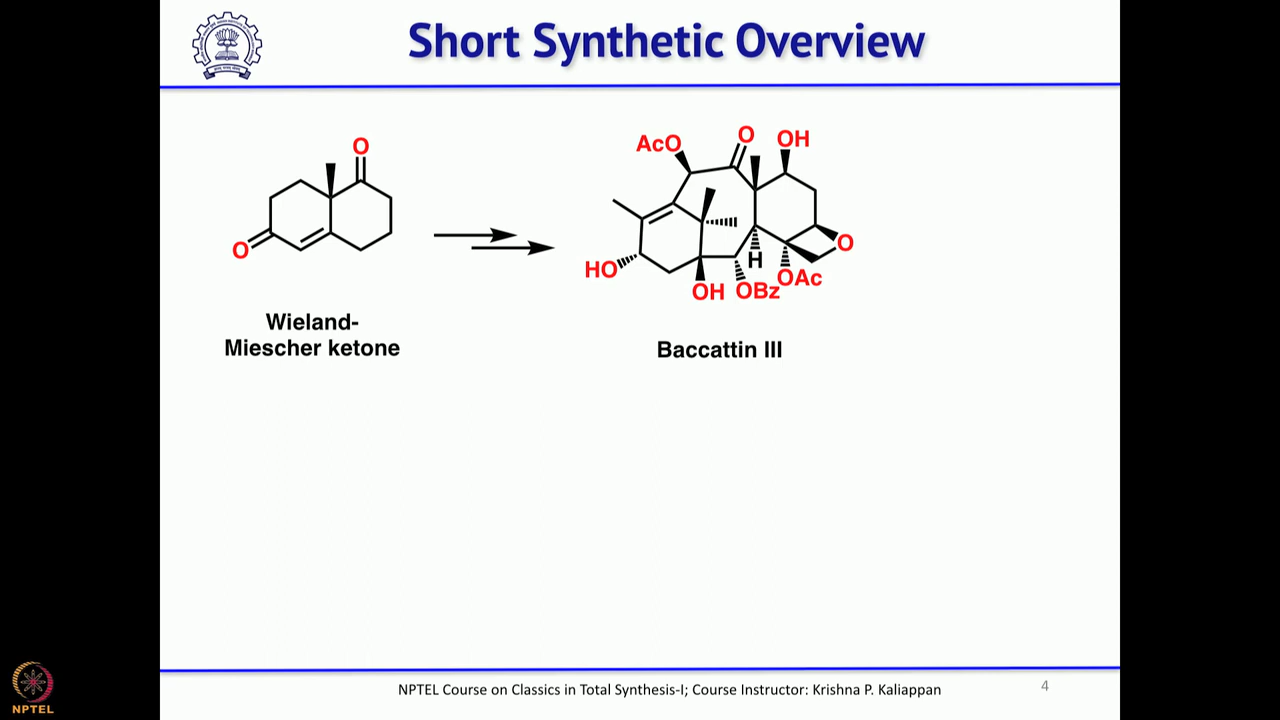 Short Synthetic Overview
O
O
AcO
O
OH
O
HO
H
OAc
OH
OBz
Wieland-
Miescher ketone
Baccattin III
NPTEL Course on Classics in Total Synthesis-I; Course Instructor: Krishna P. Kaliappan
4
NPTEL